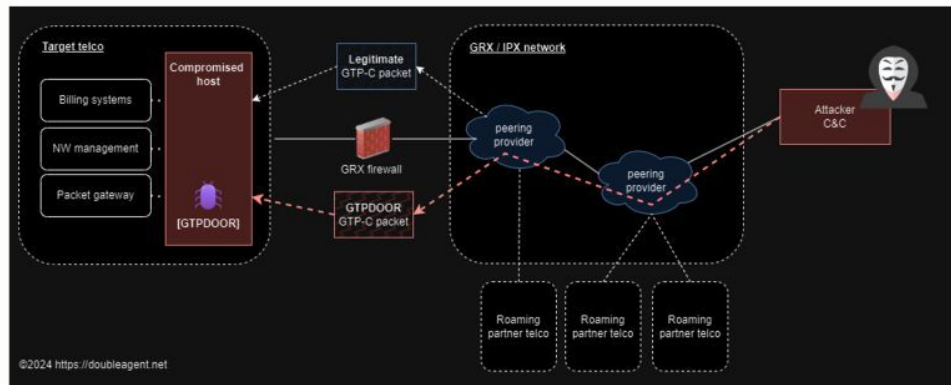 Target telco
Compromised
host
Billing systems
NW management
Packet gateway
[GTPDOOR]
Legitimate
GTP-C packet
GRX firewall
GTPDOOR
GTP-C packet
GRX / IPX network
peering
provider
peering
provider
Attacker
C&C
Roaming
partner telco
Roaming
partner telco
Roaming
partner telco
©2024 https://doubleagent.net